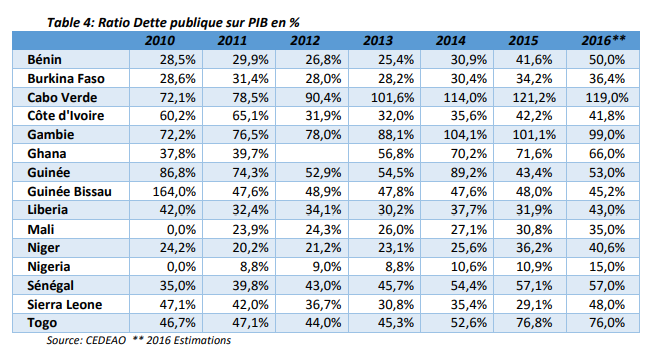 Table 4: Ratio Dette publique sur PIB en %
2010 2011 2012 2013 2014 2015 2016**
Bénin 28,5% 29,9% 26,8% 25,4% 30,9% 41,6% 50,0%
Burkina Faso 28,6% 31,4% 28,0% 28,2% 30,4% 34,2% 36,4%
Cabo Verde 72,1% 78,5% 90,4% 101,6% 114,0% 121,2% 119,0%
Côte d'Ivoire 60,2% 65,1% 31,9% 32,0% 35,6% 42,2% 41,8%
Gambie 72,2% 76,5% 78,0% 88,1% 104,1% 101,1% 99,0%
Ghana 37,8% 39,7% 56,8% 70,2% 71,6% 66,0%
Guinée 86,8% 74,3% 52,9% 54,5% 89,2% 43,4% 53,0%
Guinée Bissau 164,0% 47,6% 48,9% 47,8% 47,6% 48,0% 45,2%
Liberia 42,0% 32,4% 34,1% 30,2% 37,7% 31,9% 43,0%
Mali 0,0% 23,9% 24,3% 26,0% 27,1% 30,8% 35,0%
Niger 24,2% 20,2% 21,2% 23,1% 25,6% 36,2% 40,6%
Nigeria 0,0% 8,8% 9,0% 8,8% 10,6% 10,9% 15,0%
Sénégal 35,0% 39,8% 43,0% 45,7% 54,4% 57,1% 57,0%
Sierra Leone 47,1% 42,0% 36,7% 30,8% 35,4% 29,1% 48,0%
Togo 46,7% 47,1% 44,0% 45,3% 52,6% 76,8% 76,0%
Source: CEDEAO ** 2016 Estimations